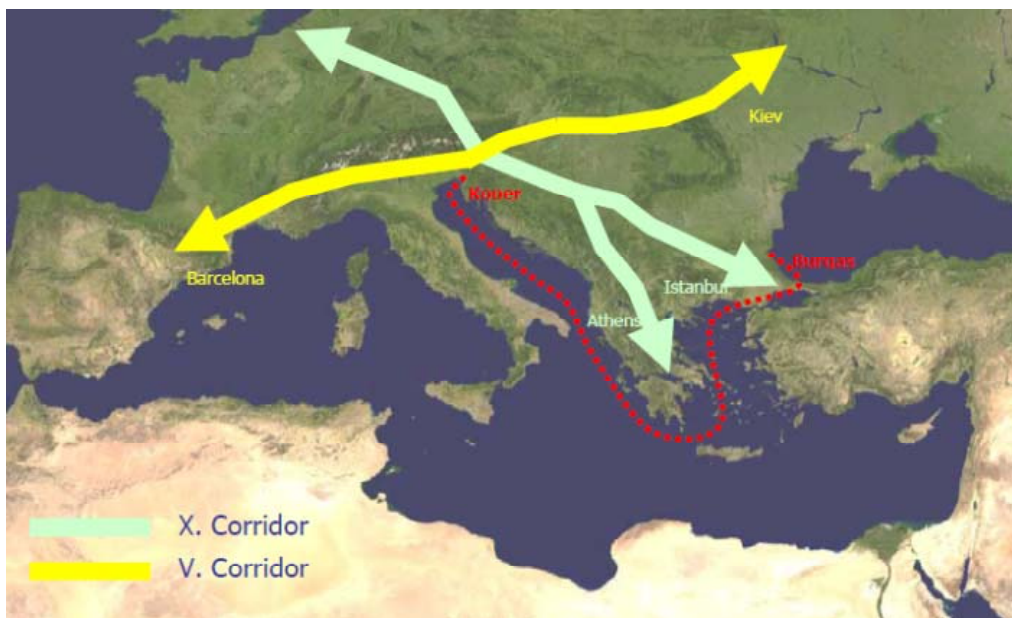 Kiev
Koper
Burgas
Barcelona
Istanbul
Athens
X. Corridor
V. Corridor